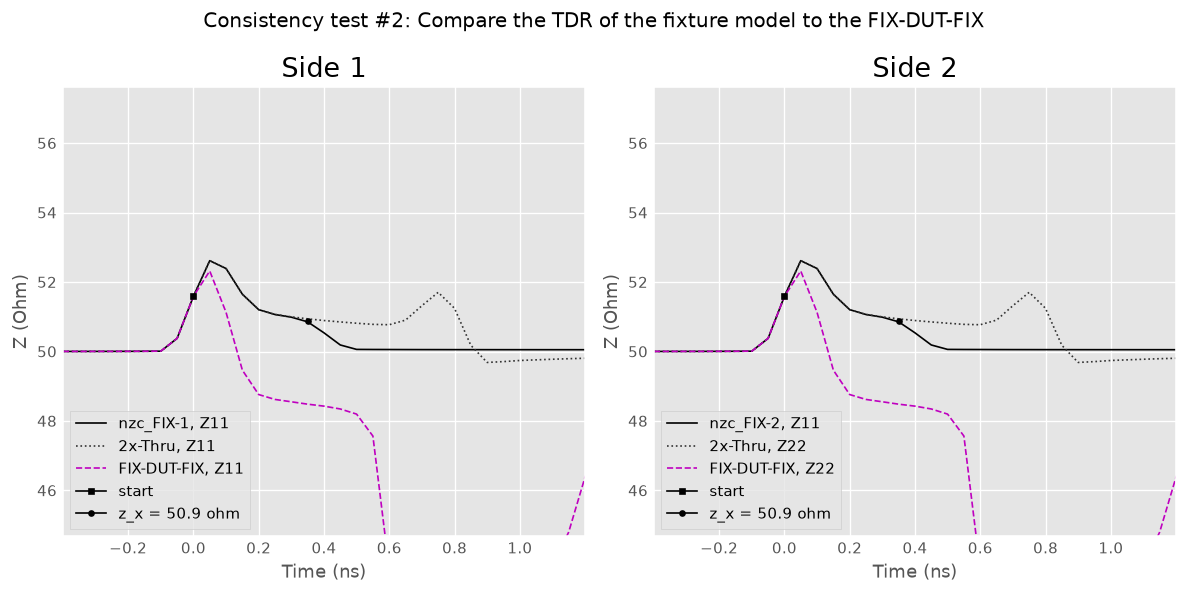 Consistency test #2: Compare the TDR of the fixture model to the FIX-DUT-FIX
Side 1
Z (Ohm)
56
54
52
50
48
46
nzc_FIX-1, Z11
2x-Thru, Z11
FIX-DUT-FIX, Z11
start
z_x = 50.9 ohm
−0.2 0.0 0.2 0.4 0.6 0.8 1.0
Time (ns)
Side 2
Z (Ohm)
56
54
52
50
48
46
nzc_FIX-2, Z11
2x-Thru, Z22
FIX-DUT-FIX, Z22
start
z_x = 50.9 ohm
−0.2 0.0 0.2 0.4 0.6 0.8 1.0
Time (ns)